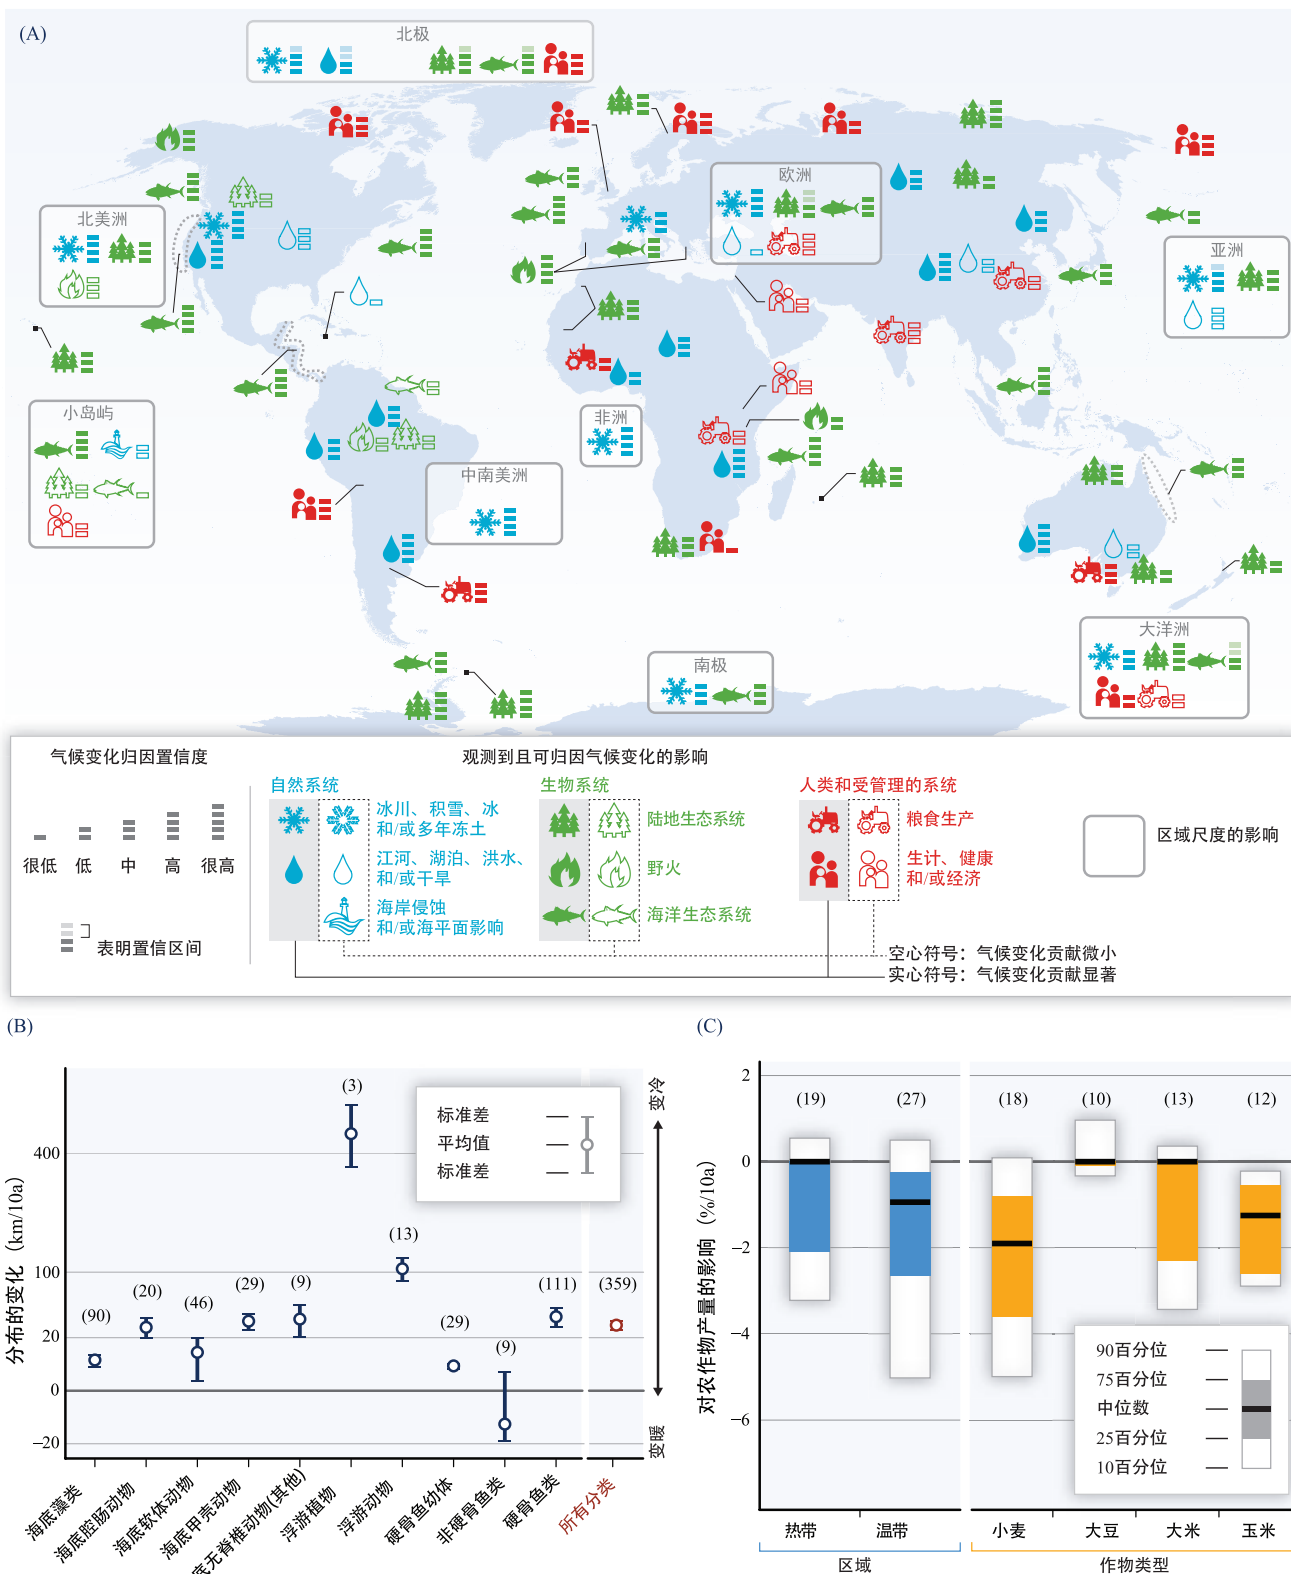 (A)
北极
北美洲
欧洲
亚洲
小岛屿
非洲
中南美洲
大洋洲
南极
气候变化归因置信度
很低 低 中 高 很高
表明置信区间
观测到且可归因气候变化的影响
自然系统
冰川、积雪、冰
和/或多年冻土
江河、湖泊、洪水、
和/或干旱
海岸侵蚀
和/或海平面影响
生物系统
陆地生态系统
野火
海洋生态系统
人类和受管理的系统
粮食生产
生计、健康
和/或经济
区域尺度的影响
空心符号：气候变化贡献微小
实心符号：气候变化贡献显著
(B)
分布的变化（km/10a）
400
100
20
0
−20
(90)
(20)
(46)
(29)
(9)
(3)
(13)
(29)
(9)
(111)
(359)
标准差
平均值
标准差
变冷
变暖
海底藻类
海底腔肠动物
海底软体动物
海底甲壳动物
底无脊椎动物(其他)
浮游植物
浮游动物
硬骨鱼幼体
非硬骨鱼类
硬骨鱼类
所有分类
(C)
对农作物产量的影响（%/10a）
2
0
−2
−4
−6
(19)
(27)
(18)
(10)
(13)
(12)
90百分位
75百分位
中位数
25百分位
10百分位
热带
温带
小麦
大豆
大米
玉米
区域
作物类型